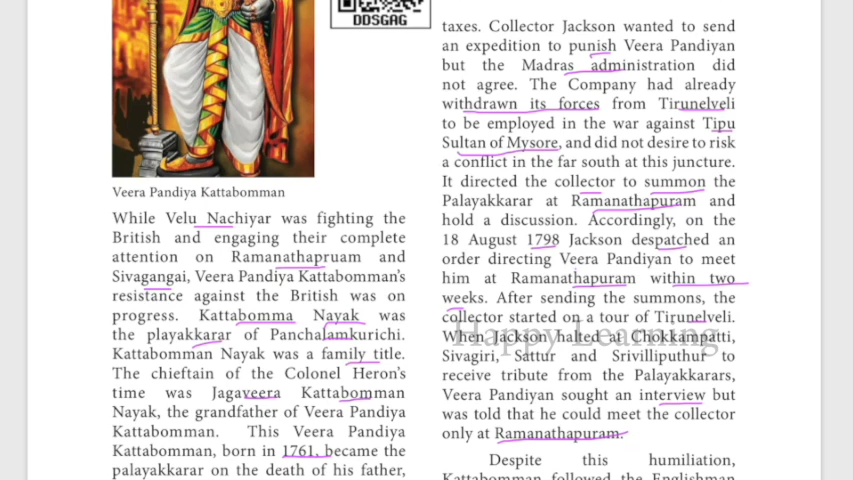 DDSGAG
Veera Pandiya Kattabomman
While Velu Nachiyar was fighting the
British and engaging their complete
attention on Ramanathapruam and
Sivagangai, Veera Pandiya Kattabomman's
resistance against the British was on
progress. Kattabomma Nayak was
the playakkarar of Panchalamkurichi.
Kattabomman Nayak was a family title.
The chieftain of the Colonel Heron's
time was Jagaveera Kattabomman
Nayak, the grandfather of Veera Pandiya
Kattabomman. This Veera Pandiya
Kattabomman, born in 1761, became the
palayakkarar on the death of his father,
taxes. Collector Jackson wanted to send
an expedition to punish Veera Pandiyan
but the Madras administration did
not agree. The Company had already
withdrawn its forces from Tirunelveli
to be employed in the war against Tipu
Sultan of Mysore, and did not desire to risk
a conflict in the far south at this juncture.
It directed the collector to summon the
Palayakkarar at Ramanathapuram and
hold a discussion. Accordingly, on the
18 August 1798 Jackson despatched an
order directing Veera Pandiyan to meet
him at Ramanathapuram within two
weeks. After sending the summons, the
collector started on a tour of Tirunelveli.
When Jackson halted at Chokkampatti,
Sivagiri, Sattur and Srivilliputhur to
receive tribute from the Palayakkarars,
Veera Pandiyan sought an interview but
was told that he could meet the collector
only at Ramanathapuram.
Despite this humiliation,
Kattabomman followed the Englishman
Happy Learning